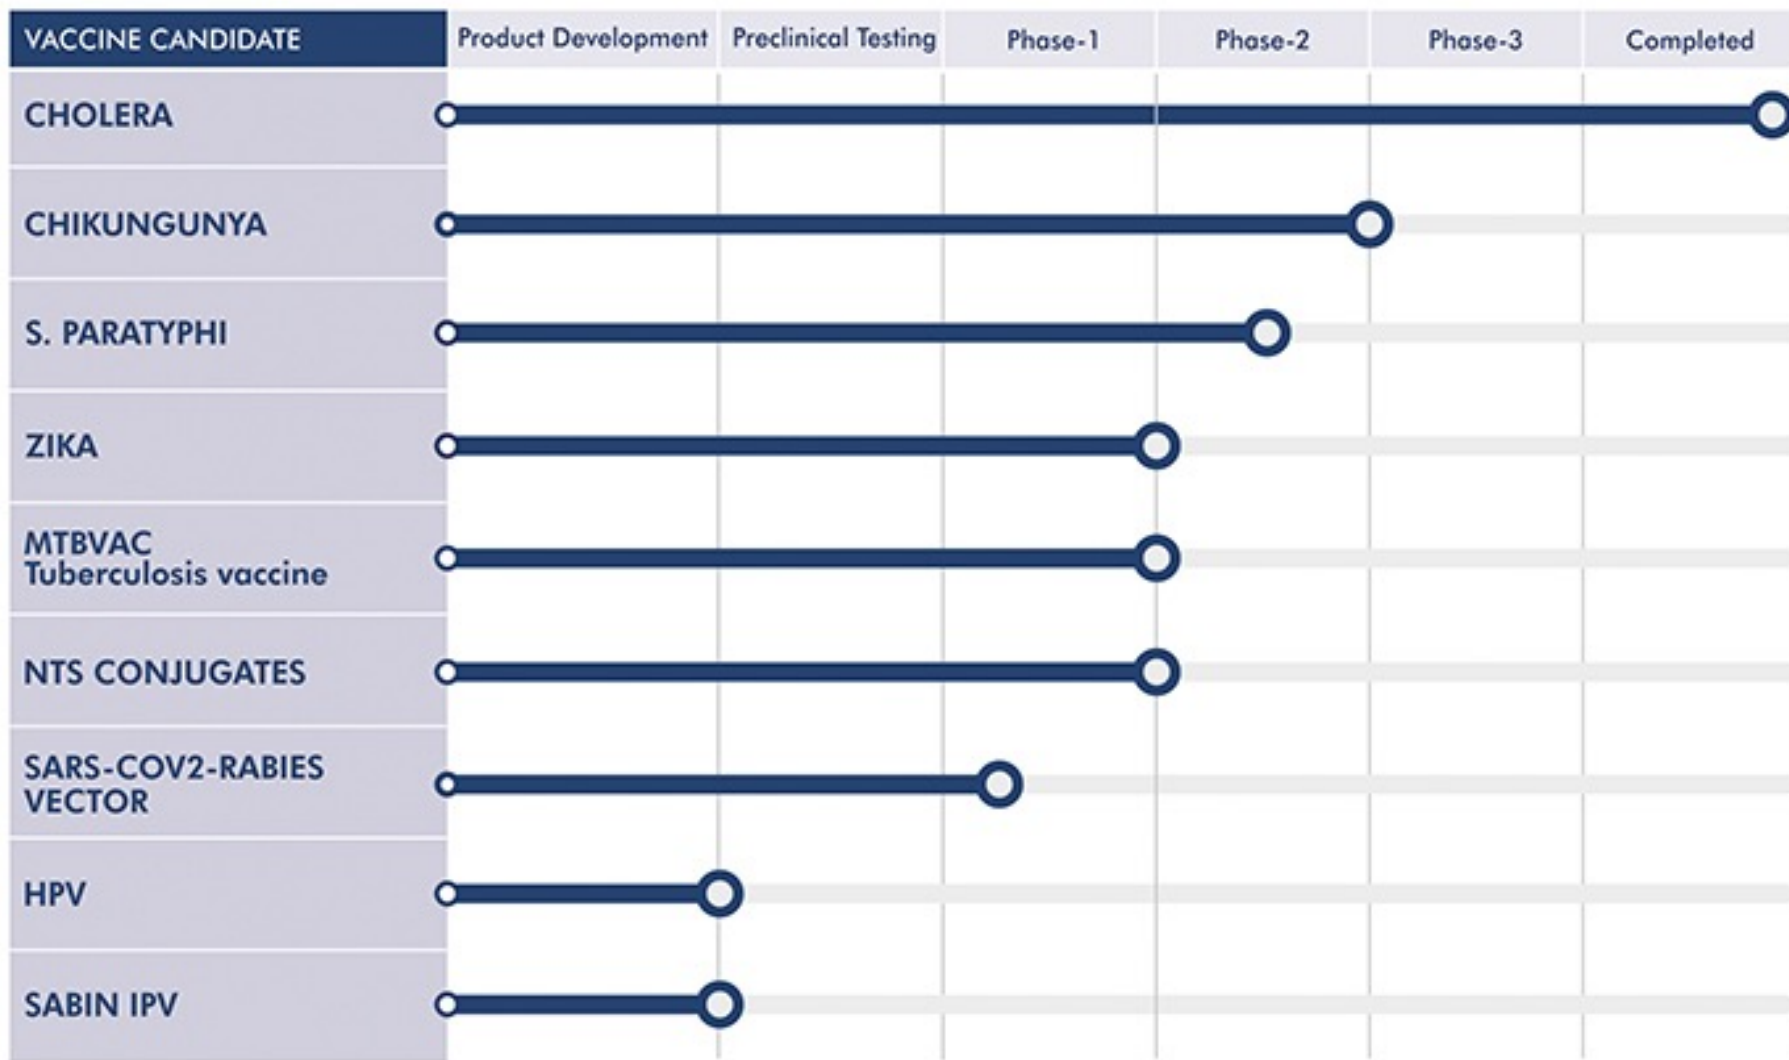 VACCINE CANDIDATE Product Development Preclinical Testing Phase-1 Phase-2 Phase-3 Completed
CHOLERA
CHIKUNGUNYA
S. PARATYPHI
ZIKA
MTBVAC
Tuberculosis vaccine
NTS CONJUGATES
SARS-COV2-RABIES
VECTOR
HPV
SABIN IPV